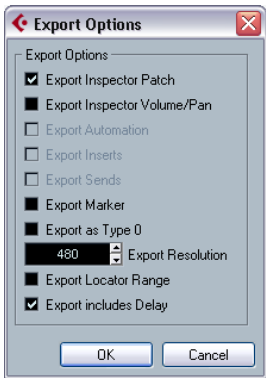 Export Options
Export Options
Export Inspector Patch
Export Inspector Volume/Pan
Export Automation
Export Inserts
Export Sends
Export Marker
Export as Type 0
480 Export Resolution
Export Locator Range
Export includes Delay
OK Cancel